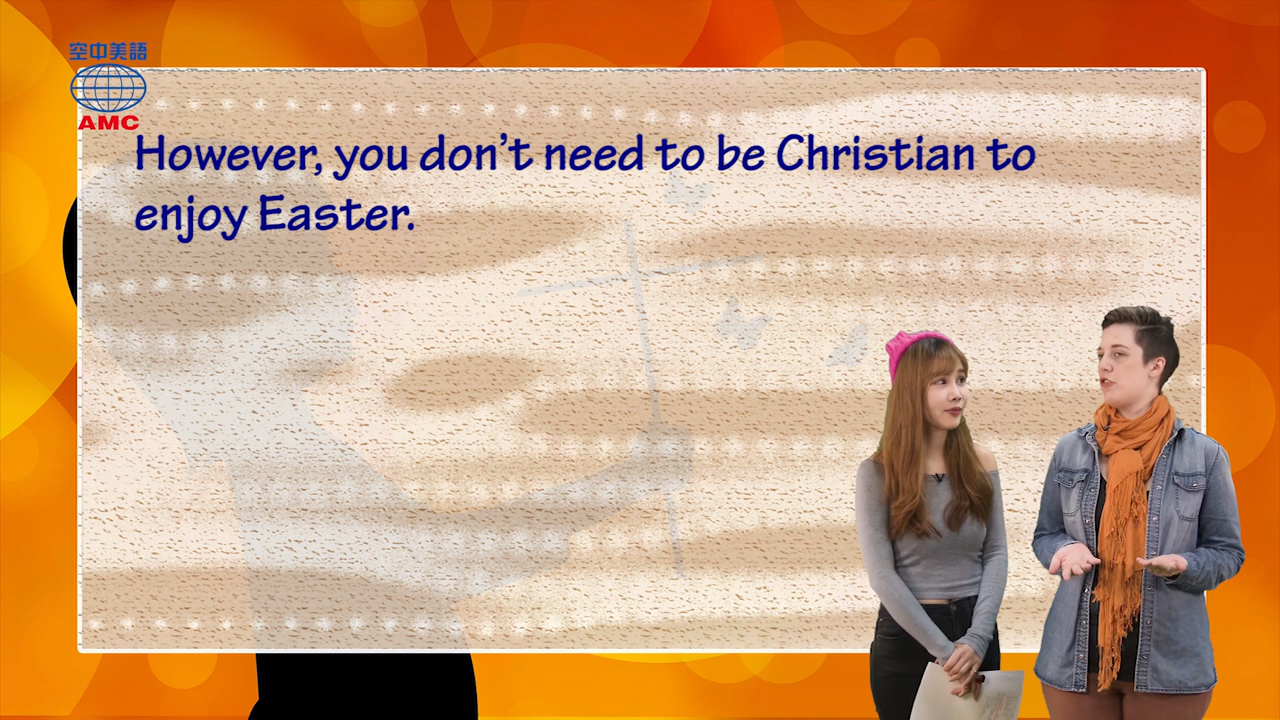 空中美語
AMC
However, you don't need to be Christian to
enjoy Easter.